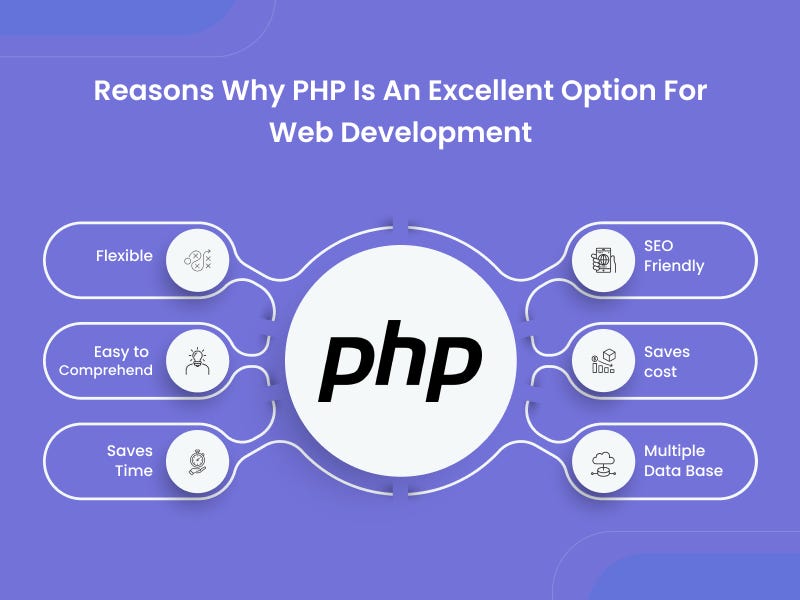 Reasons Why PHP Is An Excellent Option For
Web Development
Flexible
Easy to
Comprehend
Saves
Time
php
SEO
Friendly
Saves
cost
Multiple
Data Base